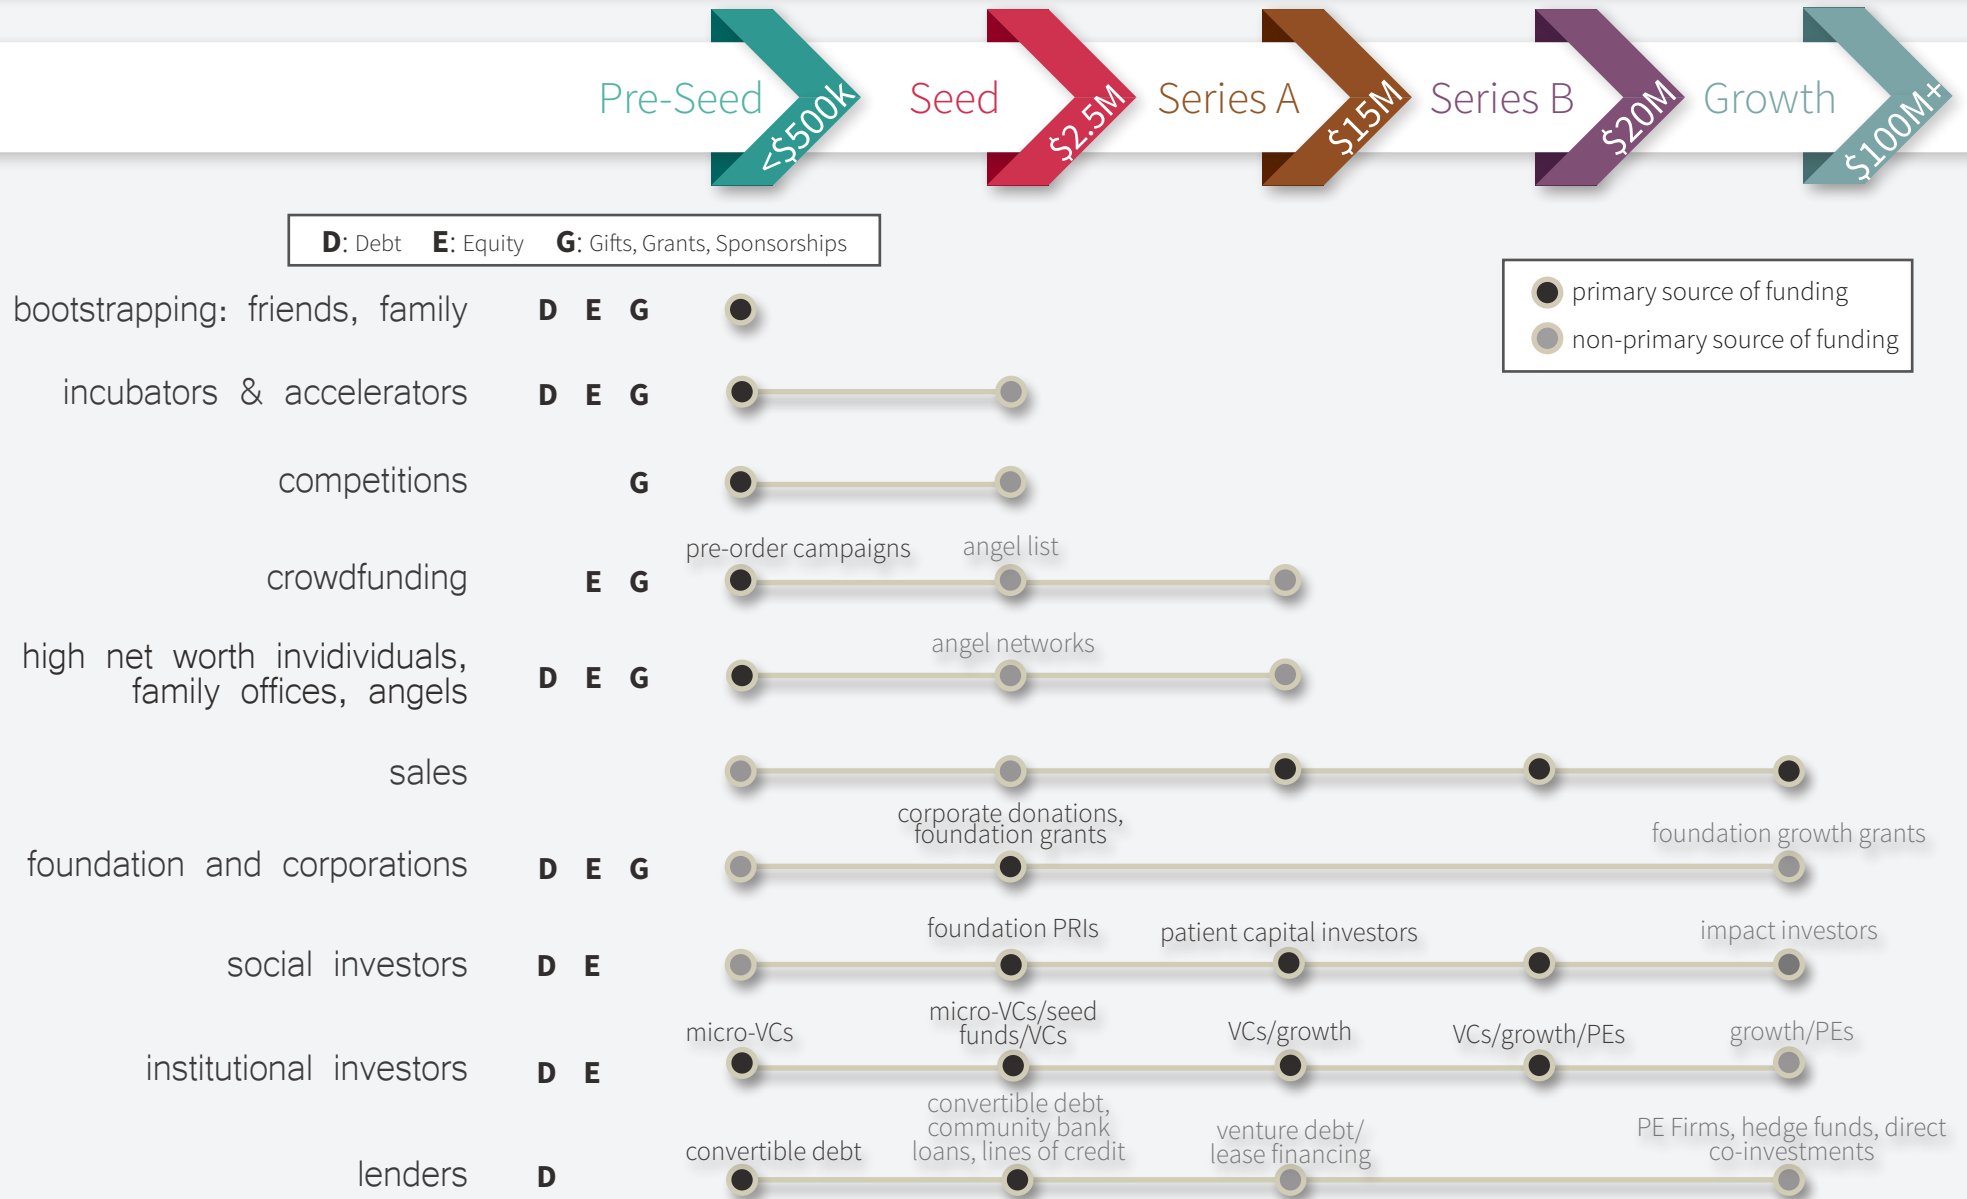 Pre-Seed <$500k Seed $2.5M Series A $15M Series B $20M Growth $100M+
D: Debt E: Equity G: Gifts, Grants, Sponsorships
primary source of funding
non-primary source of funding
bootstrapping: friends, family D E G
incubators & accelerators D E G
competitions G
pre-order campaigns angel list
crowdfunding E G
angel networks
high net worth invidividuals,
family offices, angels D E G
sales
corporate donations,
foundation grants
foundation growth grants
foundation and corporations D E G
foundation PRIs patient capital investors impact investors
social investors D E
micro-VCs
micro-VCs/seed
funds/VCs
VCs/growth VCs/growth/PEs growth/PEs
institutional investors D E
convertible debt
convertible debt,
community bank
loans, lines of credit
venture debt/
lease financing
PE Firms, hedge funds, direct
co-investments
lenders D